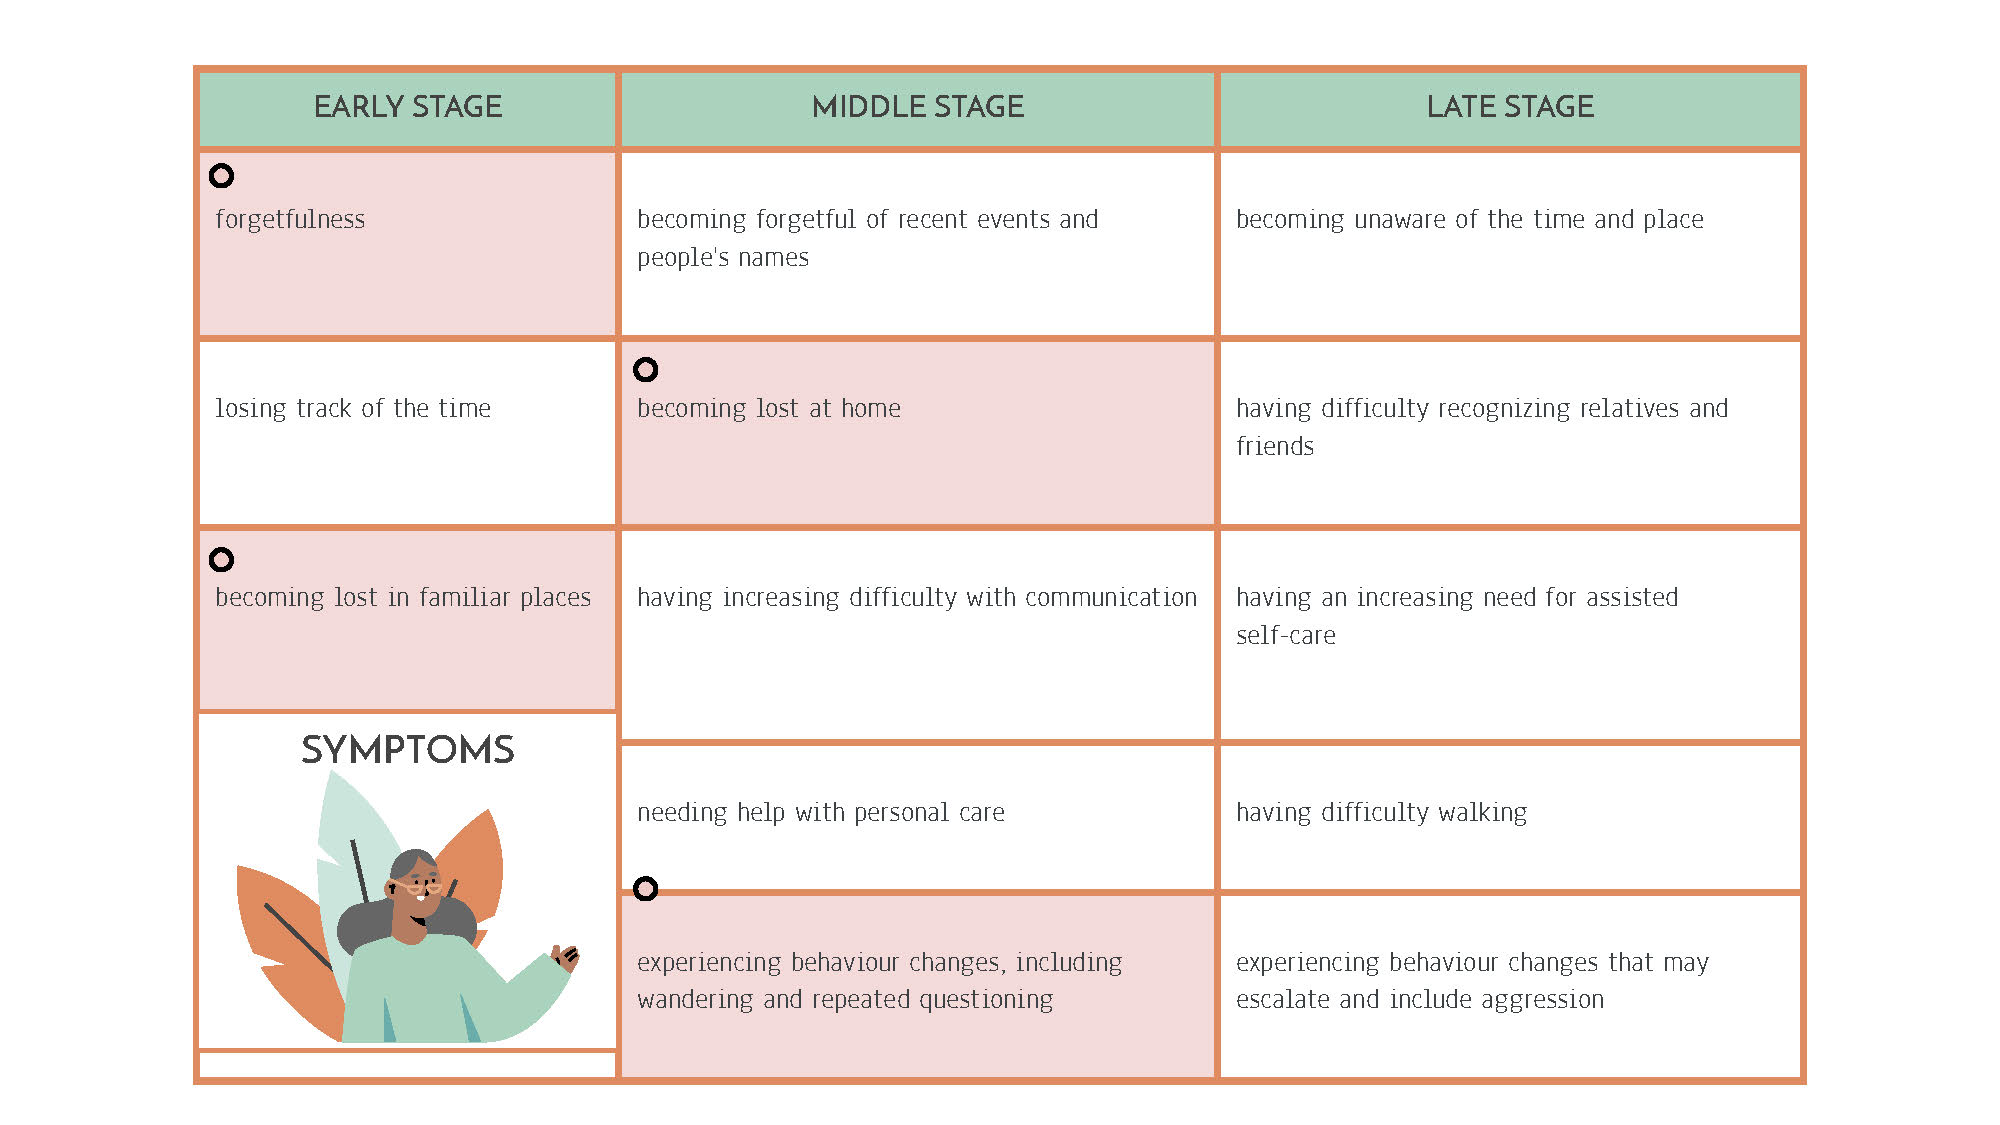 EARLY STAGE
MIDDLE STAGE
LATE STAGE
forgetfulness
becoming forgetful of recent events and
people's names
becoming unaware of the time and place
losing track of the time
becoming lost at home
having difficulty recognizing relatives and
friends
becoming lost in familiar places
having increasing difficulty with communication
having an increasing need for assisted
self-care
SYMPTOMS
needing help with personal care
having difficulty walking
experiencing behaviour changes, including
wandering and repeated questioning
experiencing behaviour changes that may
escalate and include aggression